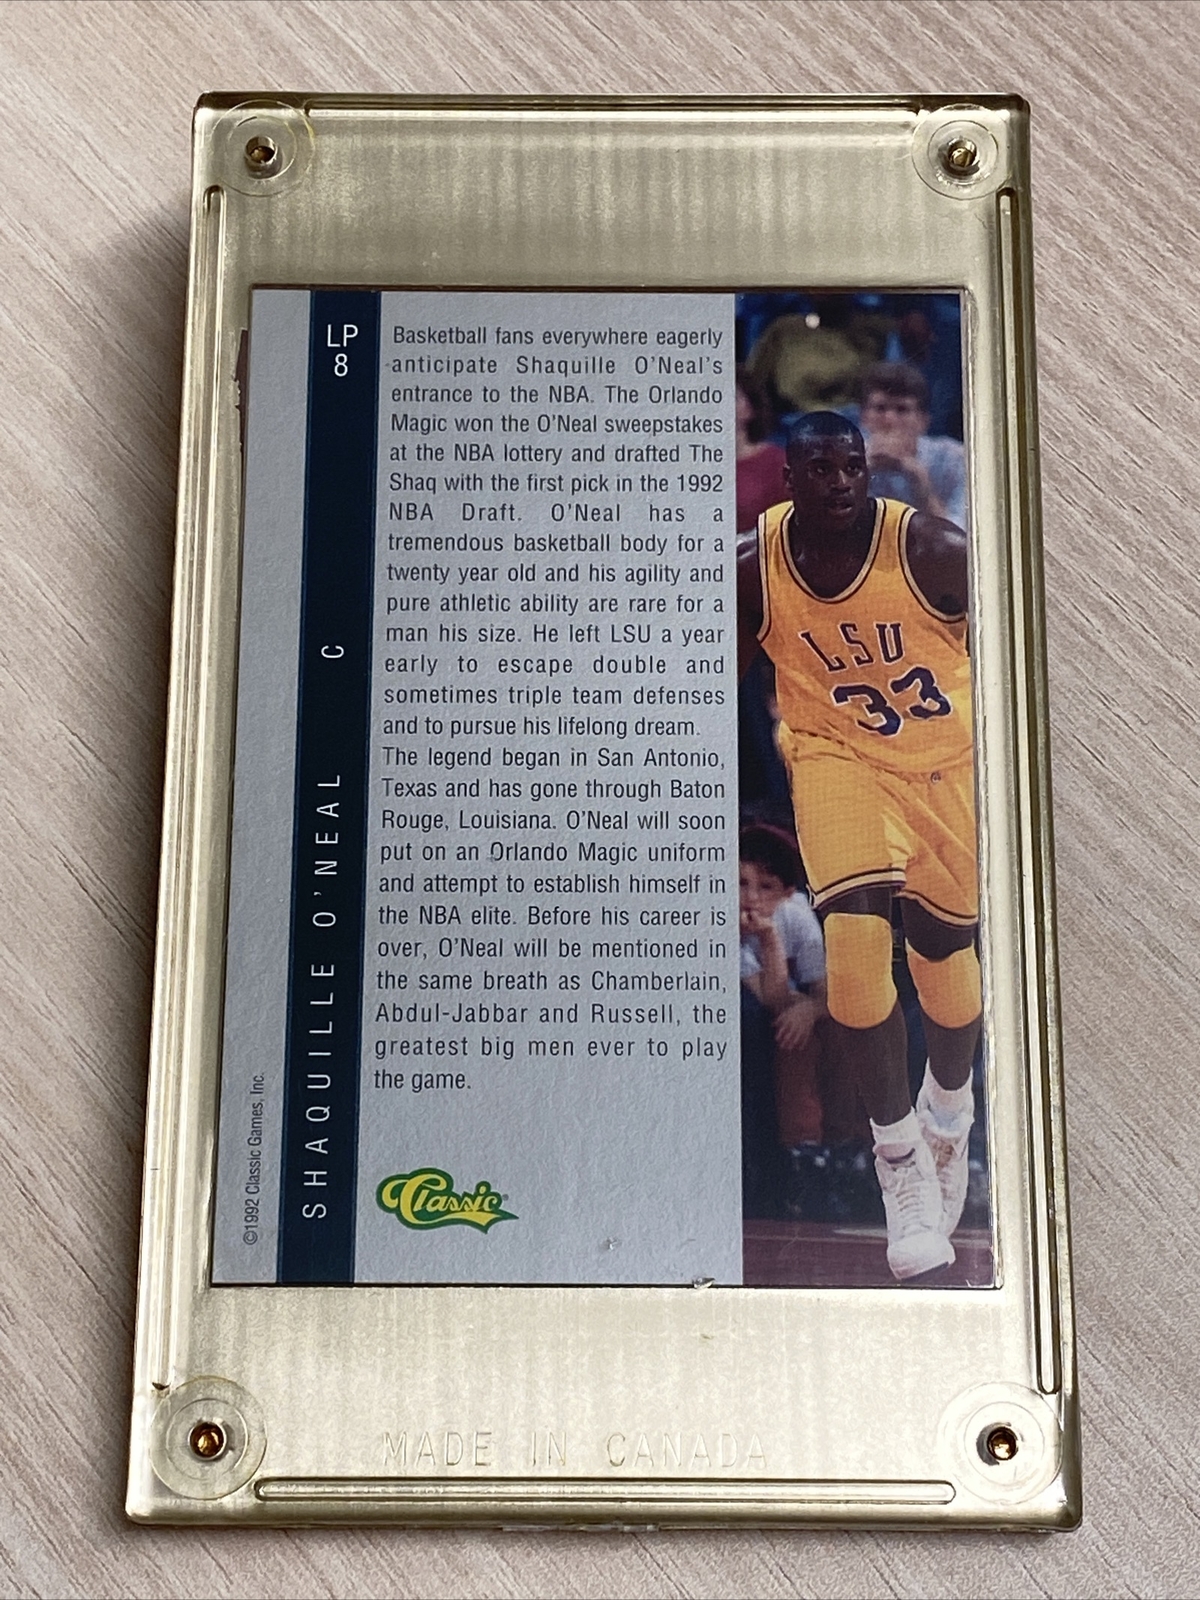 LP
8
Basketball fans everywhere eagerly
anticipate Shaquille O'Neal's
entrance to the NBA. The Orlando
Magic won the O'Neal sweepstakes
at the NBA lottery and drafted The
Shaq with the first pick in the 1992
NBA Draft. O'Neal has a
tremendous basketball body for a
twenty year old and his agility and
pure athletic ability are rare for a
man his size. He left LSU a year
early to escape double and
sometimes triple team defenses
and to pursue his lifelong dream.
The legend began in San Antonio,
Texas and has gone through Baton
Rouge, Louisiana. O'Neal will soon
put on an Orlando Magic uniform
and attempt to establish himself in
the NBA elite. Before his career is
over, O'Neal will be mentioned in
the same breath as Chamberlain,
Abdul-Jabbar and Russell, the
greatest big men ever to play
the game.
SHAQUILLE O'NEAL C
©1992 Classic Games, Inc.
Classic®
LSU
33
MADE IN CANADA